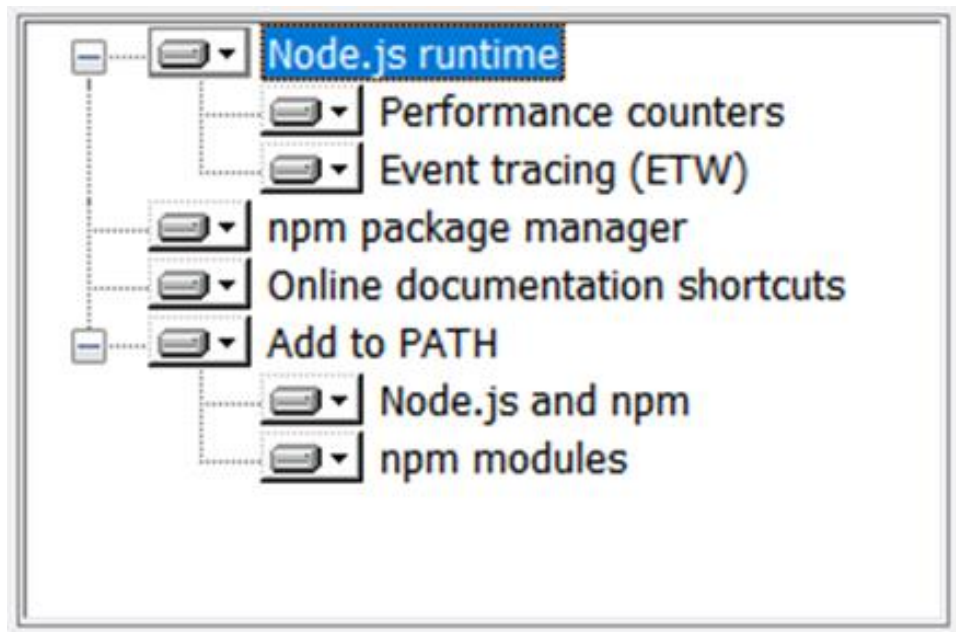 Node.js runtime
Performance counters
Event tracing (ETW)
npm package manager
Online documentation shortcuts
Add to PATH
Node.js and npm
npm modules